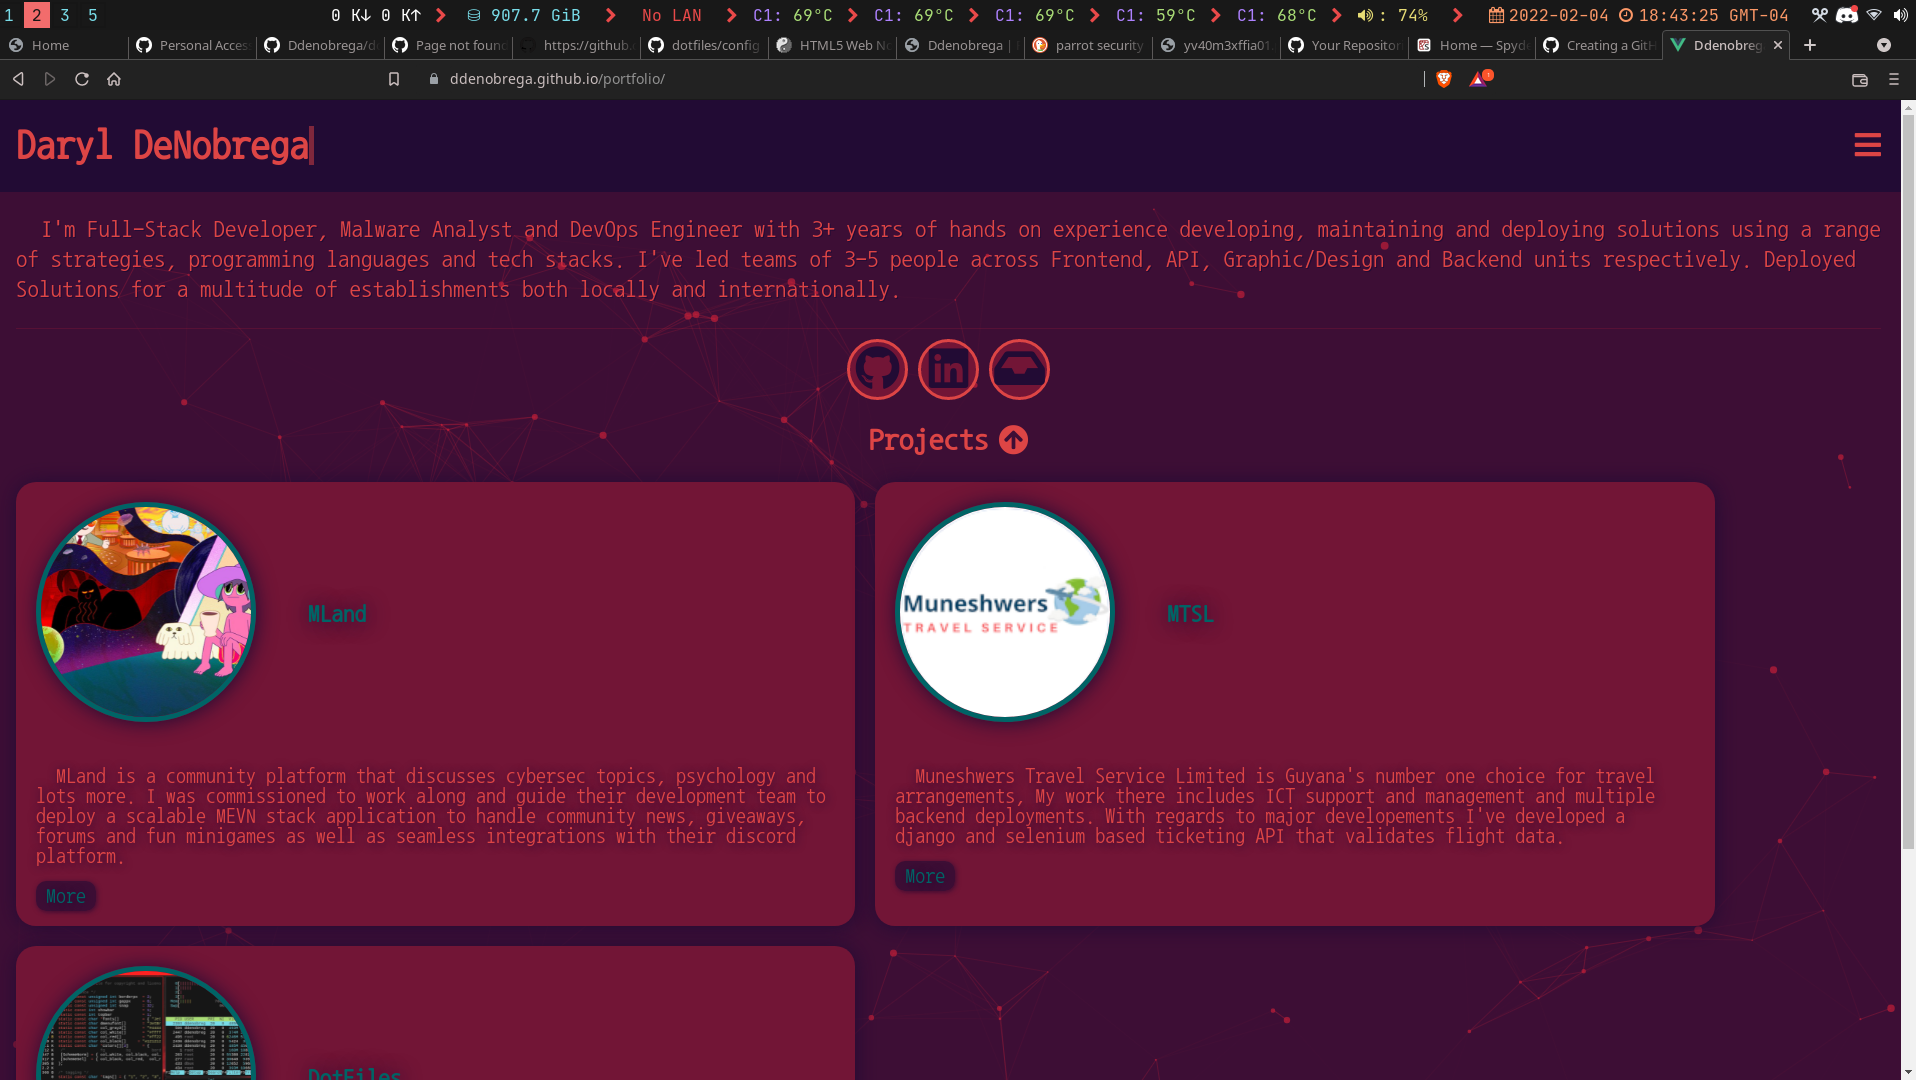 1 2 3 5 0 K↓ 0 K↑ 907.7 GiB No LAN C1: 69°C C1: 69°C C1: 69°C C1: 59°C C1: 68°C : 74% 2022-02-04 18:43:25 GMT-04
Home Personal Acces Ddenobrega/d Page not found https://github. dotfiles/config HTML5 Web No Ddenobrega | parrot security yv40m3xffia01. Your Repositor Home — Spyde Creating a GitH Ddenobreg
ddenobrega.github.io/portfolio/
Daryl DeNobrega
I'm Full-Stack Developer, Malware Analyst and DevOps Engineer with 3+ years of hands on experience developing, maintaining and deploying solutions using a range
of strategies, programming languages and tech stacks. I've led teams of 3-5 people across Frontend, API, Graphic/Design and Backend units respectively. Deployed
Solutions for a multitude of establishments both locally and internationally.
Projects
MLand
Muneshwers
TRAVEL SERVICE
MTSL
MLand is a community platform that discusses cybersec topics, psychology and
lots more. I was commissioned to work along and guide their development team to
deploy a scalable MEVN stack application to handle community news, giveaways,
forums and fun minigames as well as seamless integrations with their discord
platform.
More
Muneshwers Travel Service Limited is Guyana's number one choice for travel
arrangements, My work there includes ICT support and management and multiple
backend deployments. With regards to major developements I've developed a
django and selenium based ticketing API that validates flight data.
More
DotFiles